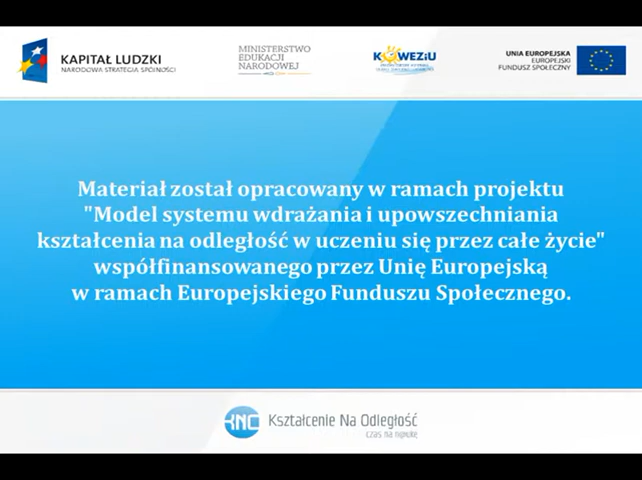 KAPITAŁ LUDZKI
NARODOWA STRATEGIA SPÓJNOŚCI
MINISTERSTWO
EDUKACJI
NARODOWEJ
KOWEZiU
UNIA EUROPEJSKA
EUROPEJSKI
FUNDUSZ SPOŁECZNY
Materiał został opracowany w ramach projektu
"Model systemu wdrażania i upowszechniania
kształcenia na odległość w uczeniu się przez całe życie"
współfinansowanego przez Unię Europejską
w ramach Europejskiego Funduszu Społecznego.
KNO Kształcenie Na Odległość
czas na naukę